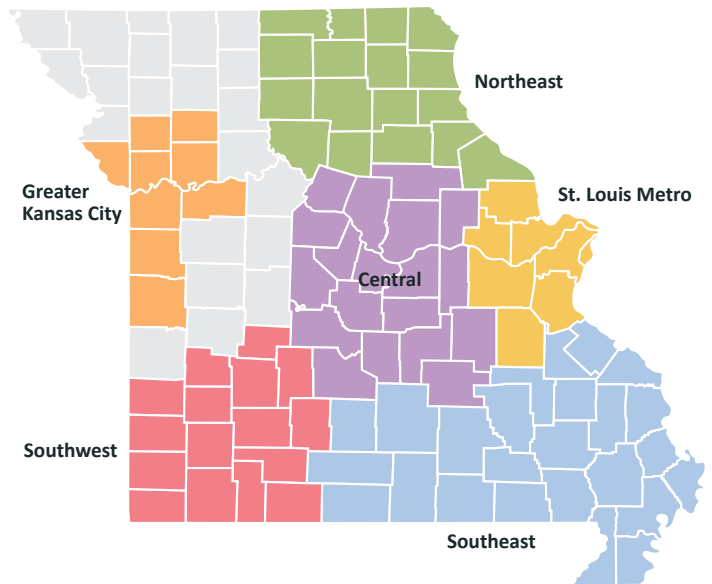 Northeast
Greater
Kansas City
St. Louis Metro
Central
Southwest
Southeast